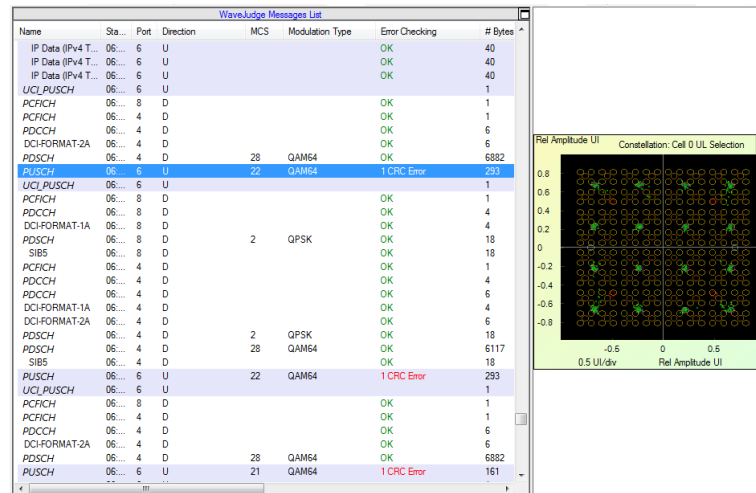 WaveJudge Messages List
Name Sta... Port Direction MCS Modulation Type Error Checking # Bytes
IP Data (IPv4 T... 06:... 6 U OK 40
IP Data (IPv4 T... 06:... 6 U OK 40
IP Data (IPv4 T... 06:... 6 U OK 40
UCI_PUSCH 06:... 6 U 1
PCFICH 06:... 8 D OK 1
PCFICH 06:... 4 D OK 1
PDCCH 06:... 4 D OK 6
DCI-FORMAT-2A 06:... 4 D OK 6
PDSCH 06:... 4 D 28 QAM64 OK 6882
PUSCH 06:... 6 U 22 QAM64 1 CRC Error 293
UCI_PUSCH 06:... 6 U 1
PCFICH 06:... 8 D OK 1
PDCCH 06:... 8 D OK 4
DCI-FORMAT-1A 06:... 8 D OK 4
PDSCH 06:... 8 D 2 QPSK OK 18
SIB5 06:... 8 D OK 18
PCFICH 06:... 4 D OK 1
PDCCH 06:... 4 D OK 4
PDCCH 06:... 4 D OK 6
DCI-FORMAT-1A 06:... 4 D OK 4
DCI-FORMAT-2A 06:... 4 D OK 6
PDSCH 06:... 4 D 2 QPSK OK 18
PDSCH 06:... 4 D 28 QAM64 OK 6117
SIB5 06:... 4 D OK 18
PUSCH 06:... 6 U 22 QAM64 1 CRC Error 293
UCI_PUSCH 06:... 6 U 1
PCFICH 06:... 8 D OK 1
PCFICH 06:... 4 D OK 1
PDCCH 06:... 4 D OK 6
DCI-FORMAT-2A 06:... 4 D OK 6
PDSCH 06:... 4 D 28 QAM64 OK 6882
PUSCH 06:... 6 U 21 QAM64 1 CRC Error 161
Rel Amplitude UI
Constellation: Cell 0 UL Selection
0.8
0.6
0.4
0.2
0
-0.2
-0.4
-0.6
-0.8
-0.5 0 0.5
0.5 UI/div Rel Amplitude UI